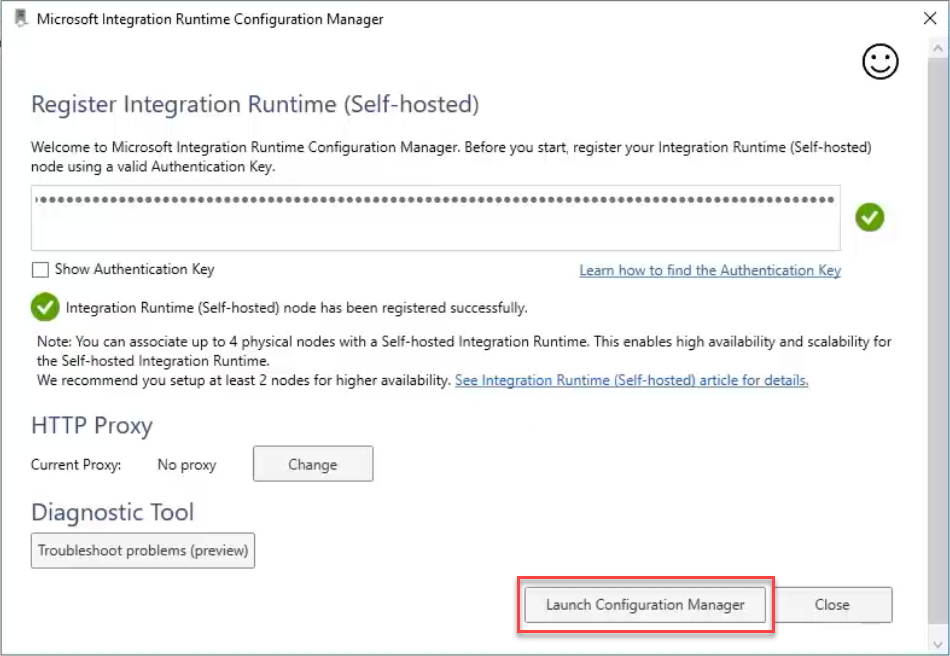 Microsoft Integration Runtime Configuration Manager
Register Integration Runtime (Self-hosted)
Welcome to Microsoft Integration Runtime Configuration Manager. Before you start, register your Integration Runtime (Self-hosted)
node using a valid Authentication Key.
Show Authentication Key
Learn how to find the Authentication Key
Integration Runtime (Self-hosted) node has been registered successfully.
Note: You can associate up to 4 physical nodes with a Self-hosted Integration Runtime. This enables high availability and scalability for
the Self-hosted Integration Runtime.
We recommend you setup at least 2 nodes for higher availability. See Integration Runtime (Self-hosted) article for details.
HTTP Proxy
Current Proxy: No proxy Change
Diagnostic Tool
Troubleshoot problems (preview)
Launch Configuration Manager Close